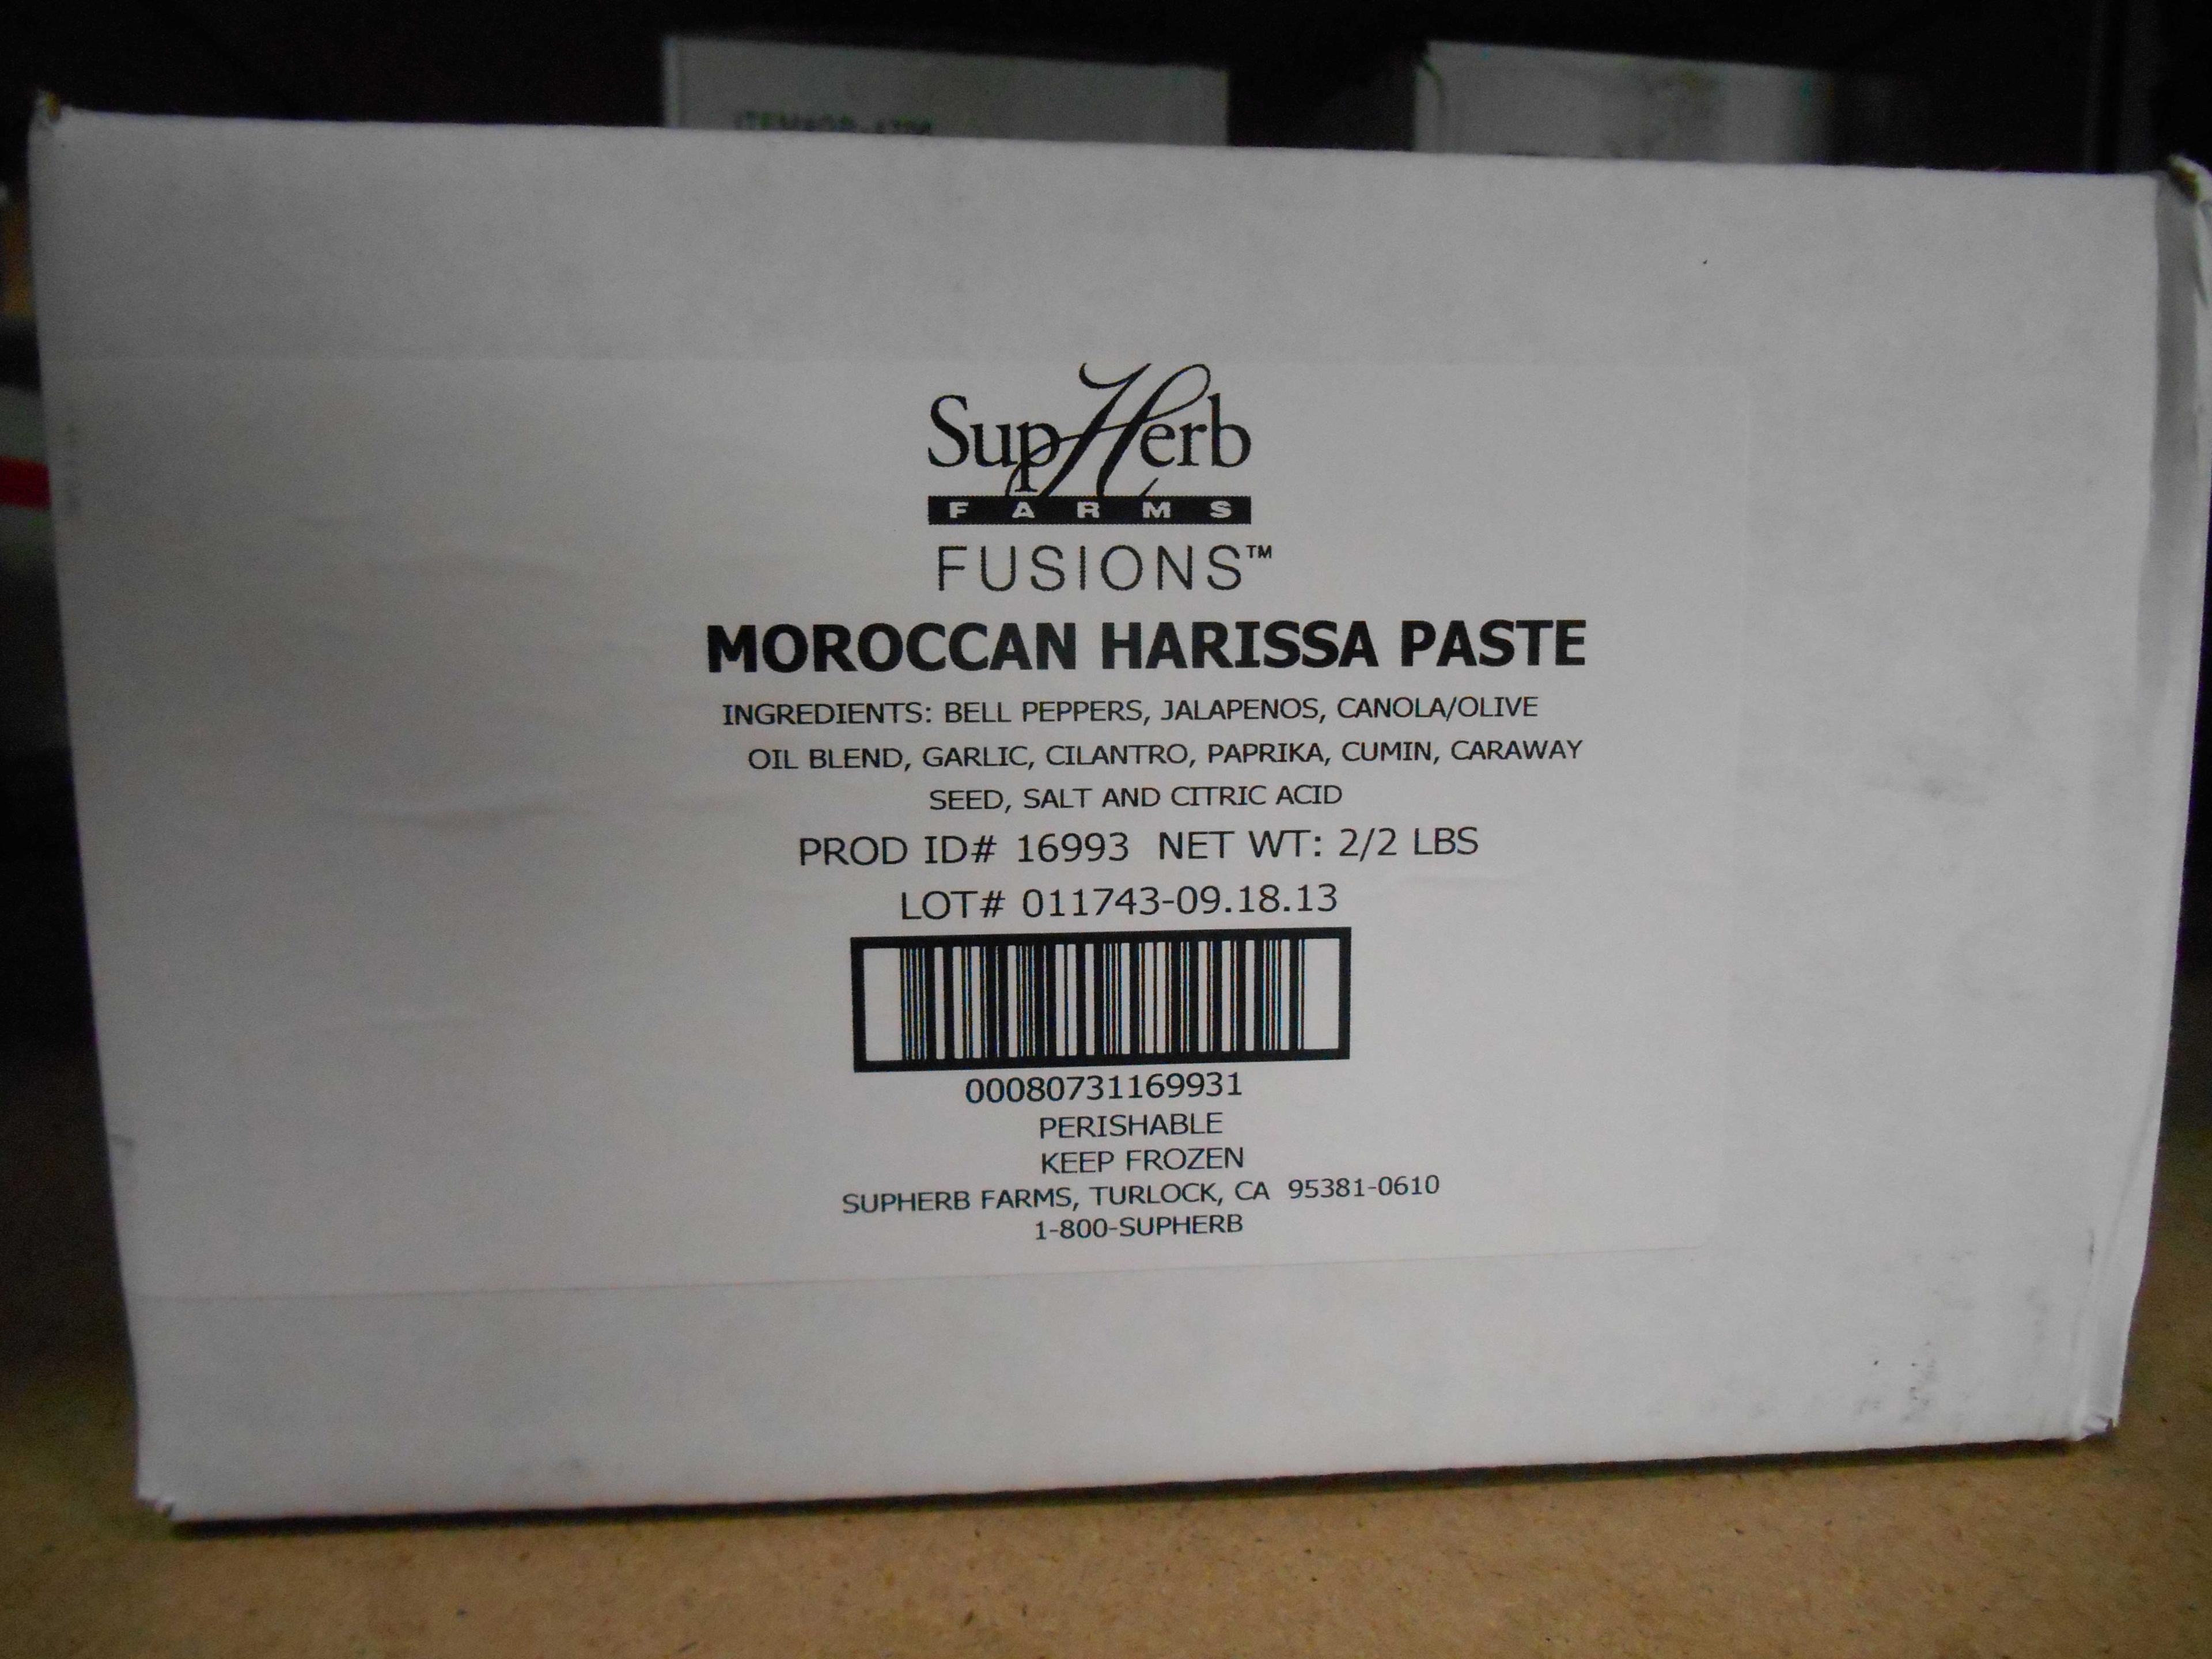 SupHerb
FARMS
FUSIONS™
MOROCCAN HARISSA PASTE
INGREDIENTS: BELL PEPPERS, JALAPENOS, CANOLA/OLIVE
OIL BLEND, GARLIC, CILANTRO, PAPRIKA, CUMIN, CARAWAY
SEED, SALT AND CITRIC ACID
PROD ID# 16993 NET WT: 2/2 LBS
LOT# 011743-09.18.13
00080731169931
PERISHABLE
KEEP FROZEN
SUPHERB FARMS, TURLOCK, CA 95381-0610
1-800-SUPHERB